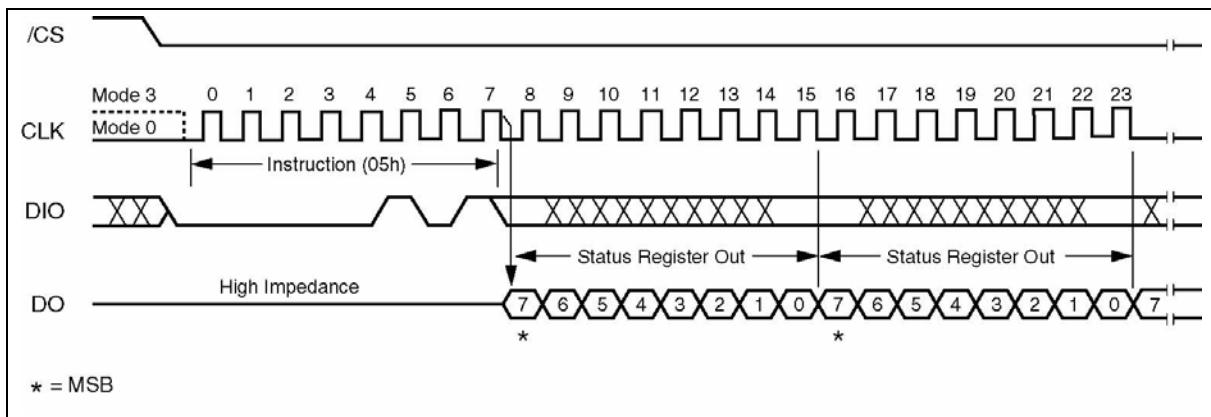 /CS
Mode 3
0 1 2 3 4 5 6 7 8 9 10 11 12 13 14 15 16 17 18 19 20 21 22 23
CLK
Mode 0
Instruction (05h)
DIO
Status Register Out
Status Register Out
High Impedance
DO
7 6 5 4 3 2 1 0 7 6 5 4 3 2 1 0 7
* *
* = MSB